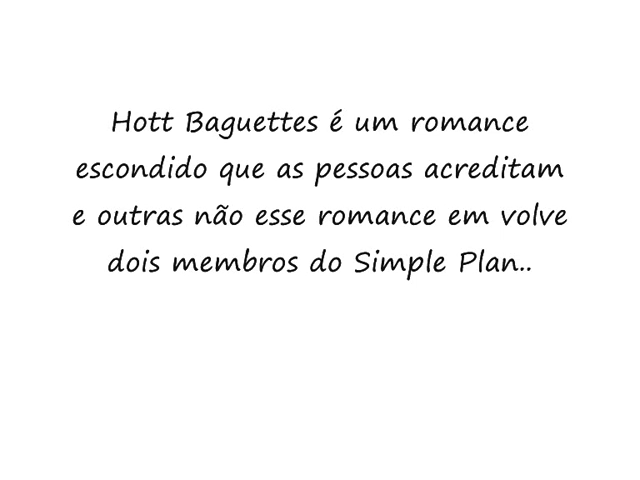 Hott Baguettes é um romance
escondido que as pessoas acreditam
e outras não esse romance em volve
dois membros do Simple Plan..